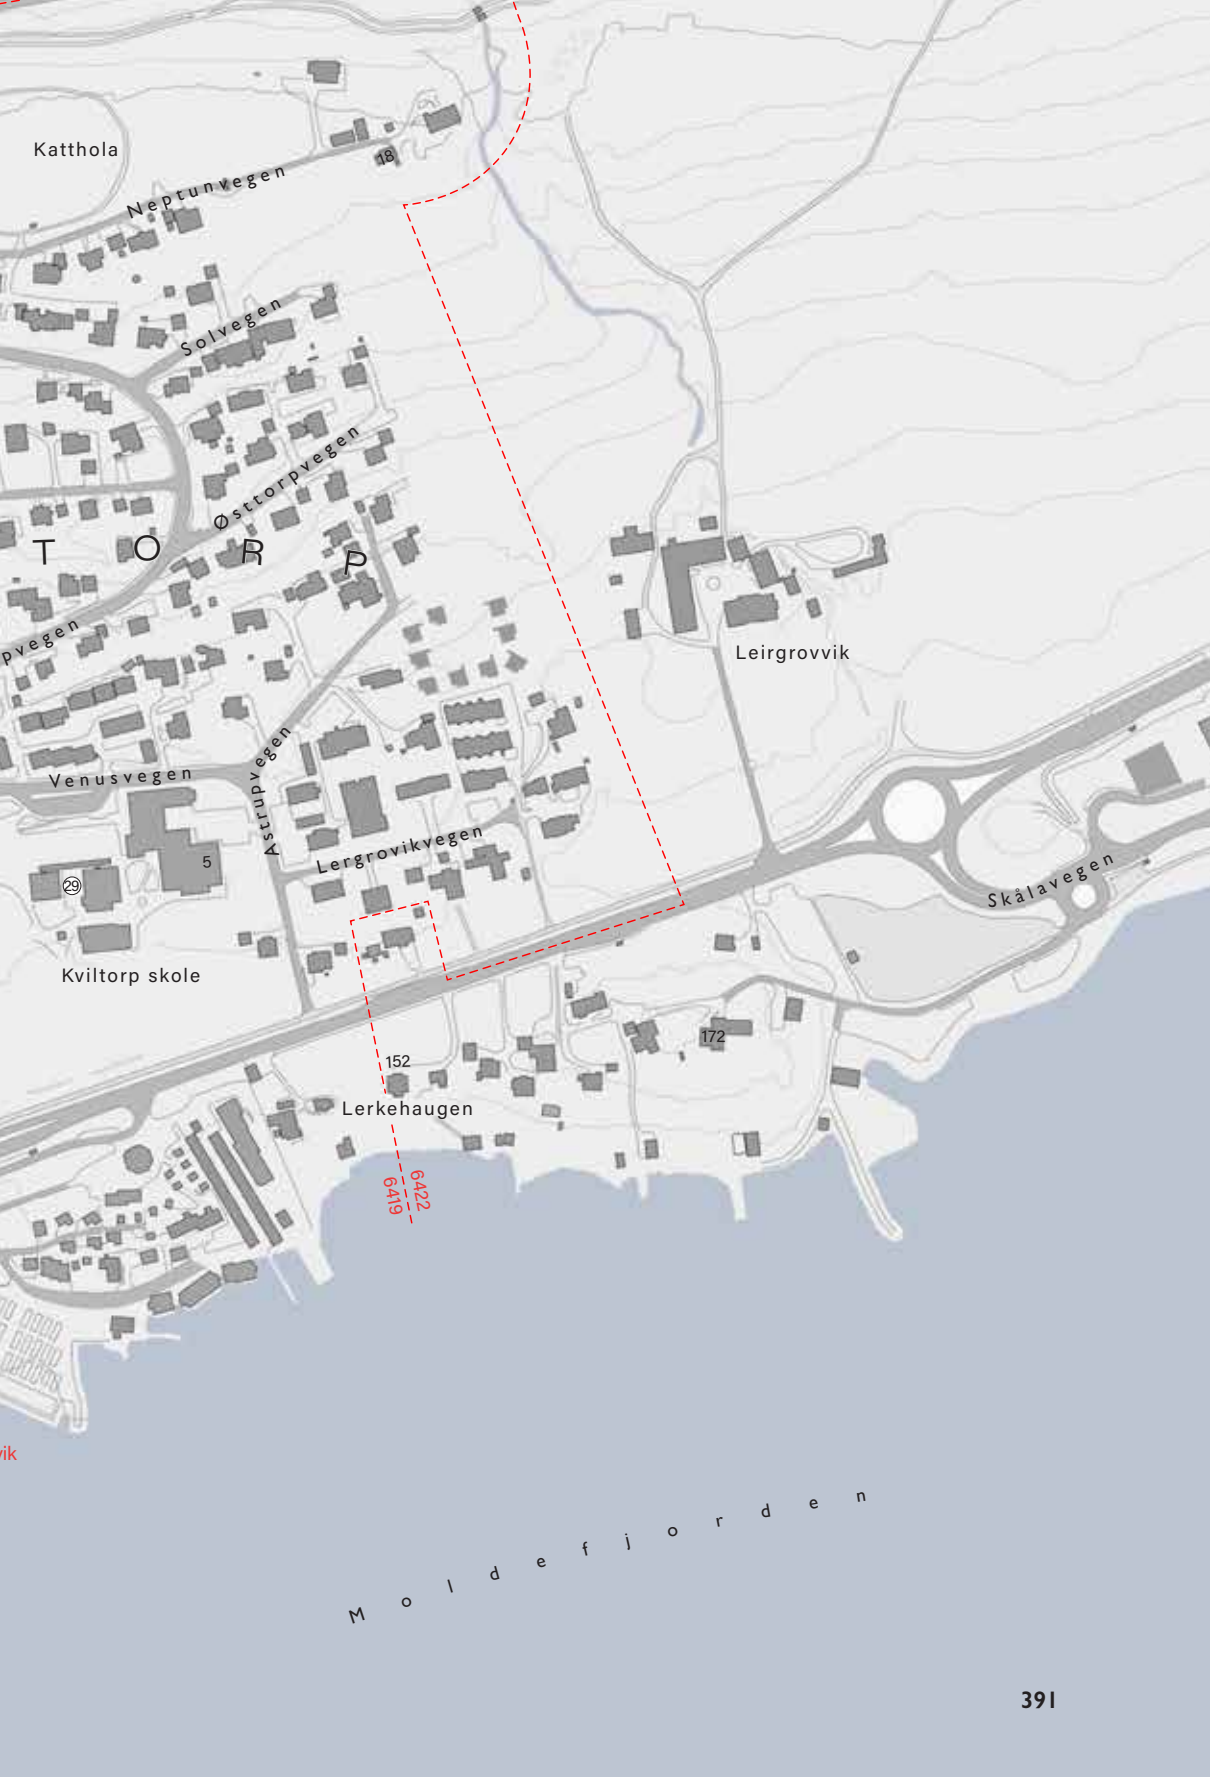 Katthola
18
Neptunvegen
Solvegen
Østtorpvegen
TORP
pvegen
Leirgrovvik
Venusvegen
Astrupvegen
Lergrovikvegen
5
29
Skålavegen
Kviltorp skole
172
152
Lerkehaugen
6422
6419
vik
Moldefjorden
391